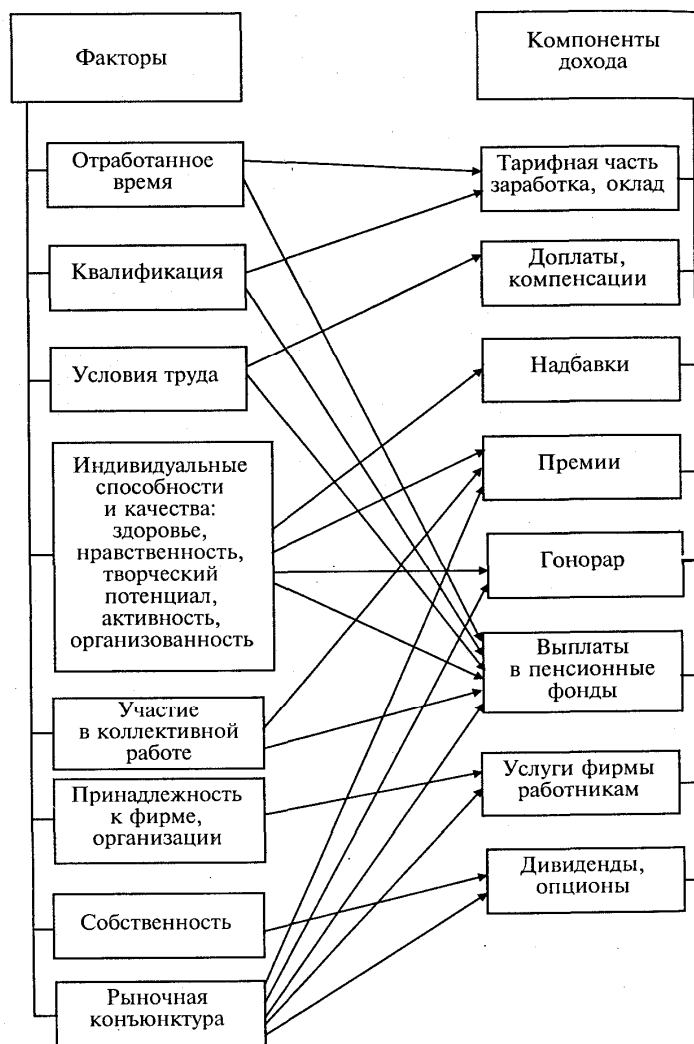 Факторы
Компоненты
дохода
Отработанное
время
Тарифная часть
заработка, оклад
Квалификация
Доплаты,
компенсации
Условия труда
Надбавки
Индивидуальные
способности
и качества:
здоровье,
нравственность,
творческий
потенциал,
активность,
организованность
Премии
Гонорар
Выплаты
в пенсионные
фонды
Участие
в коллективной
работе
Услуги фирмы
работникам
Принадлежность
к фирме,
организации
Дивиденды,
опционы
Собственность
Рыночная
конъюнктура